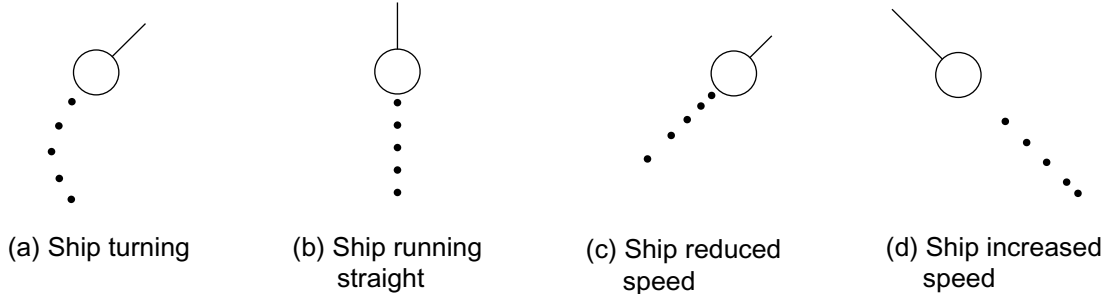 (a) Ship turning
(b) Ship running
straight
(c) Ship reduced
speed
(d) Ship increased
speed